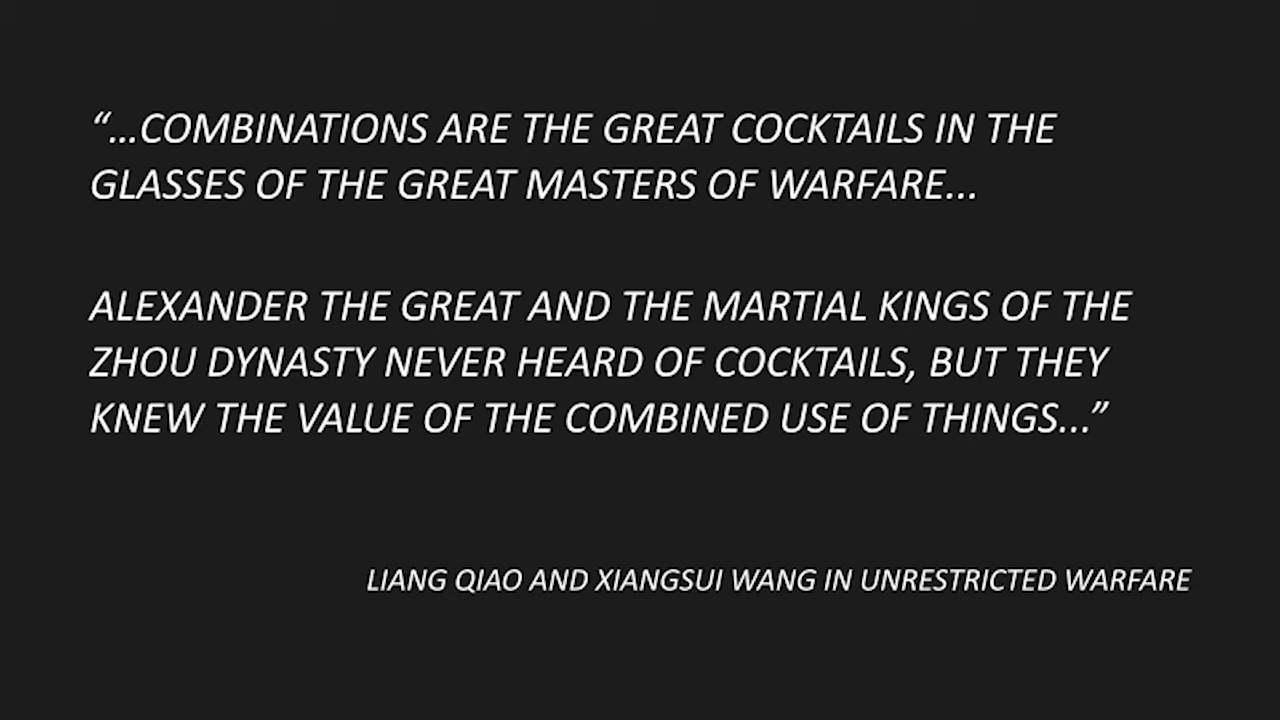 “...COMBINATIONS ARE THE GREAT COCKTAILS IN THE
GLASSES OF THE GREAT MASTERS OF WARFARE...
ALEXANDER THE GREAT AND THE MARTIAL KINGS OF THE
ZHOU DYNASTY NEVER HEARD OF COCKTAILS, BUT THEY
KNEW THE VALUE OF THE COMBINED USE OF THINGS...”
LIANG QIAO AND XIANGSUI WANG IN UNRESTRICTED WARFARE